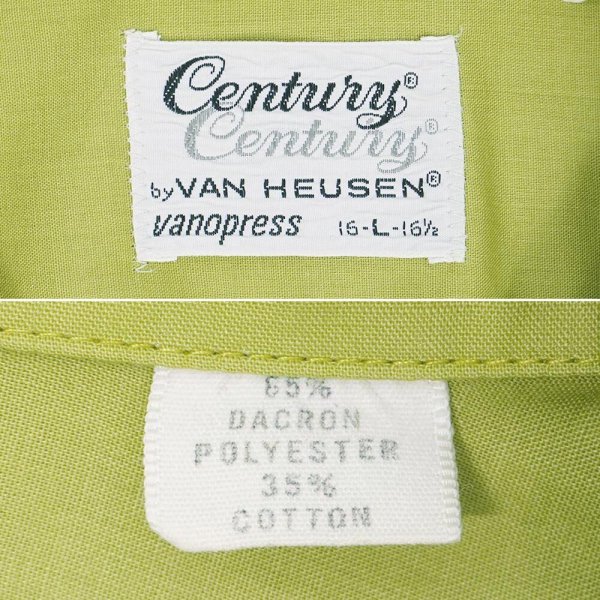 Century®
Century®
by VAN HEUSEN®
vanopress 16-L-16½
65%
DACRON
POLYESTER
35%
COTTON